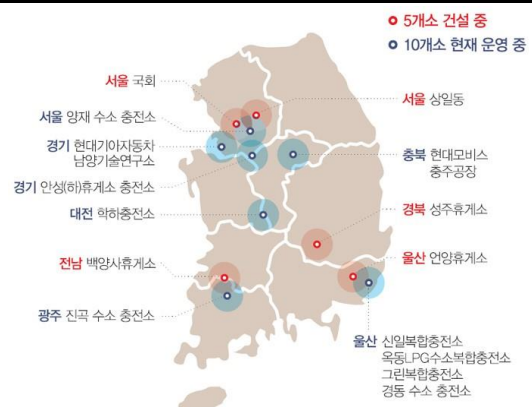 5개소 건설 중
10개소 현재 운영 중
서울 국회
서울 양재 수소 충전소
경기 현대기아자동차
남양기술연구소
경기 안성(하)휴게소 충전소
대전 학하충전소
전남 백양사휴게소
광주 진곡 수소 충전소
서울 상일동
충북 현대모비스
충주공장
경북 성주휴게소
울산 언양휴게소
울산 신일복합충전소
옥동LPG수소복합충전소
그린복합충전소
경동 수소 충전소